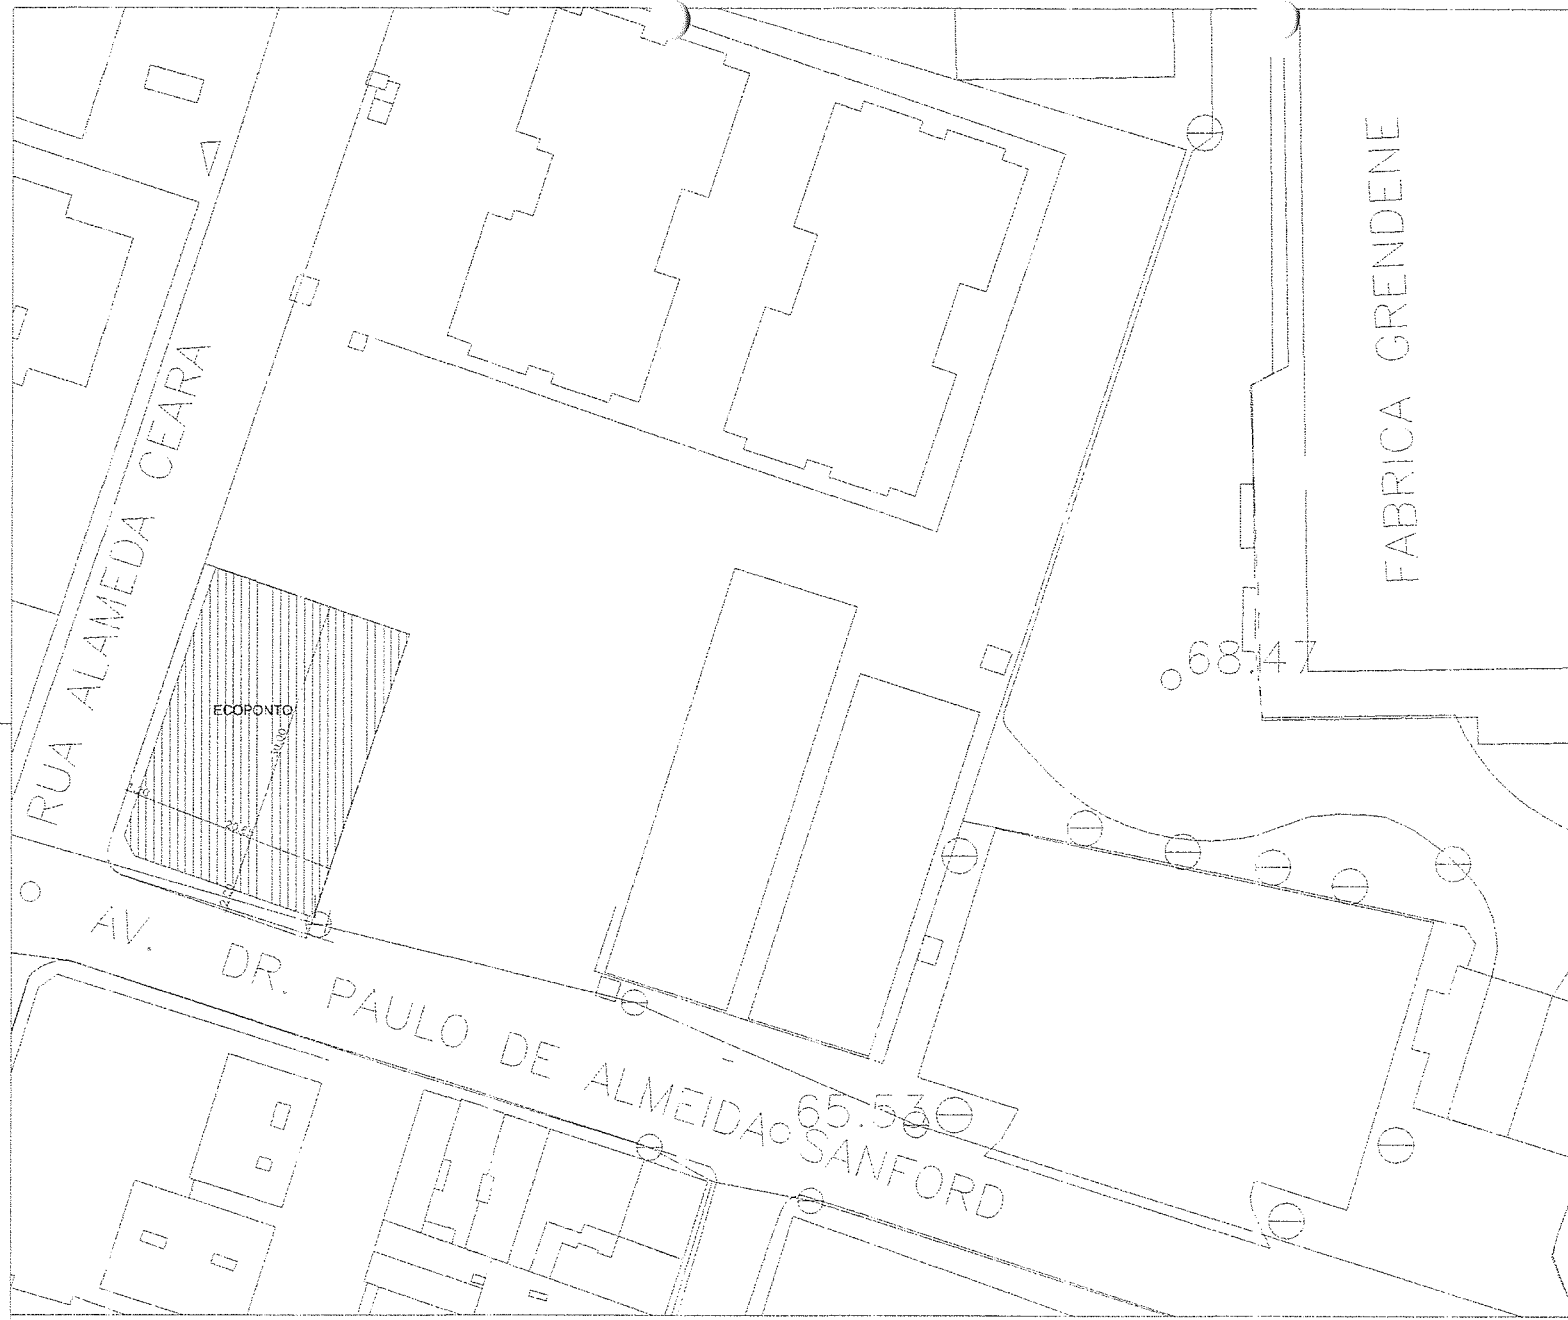 FABRICA GRENDENE
RUA ALAMEDA CEARA
68.47
ECOPONTO
AV. DR. PAULO DE ALMEIDA SANFORD
65.53